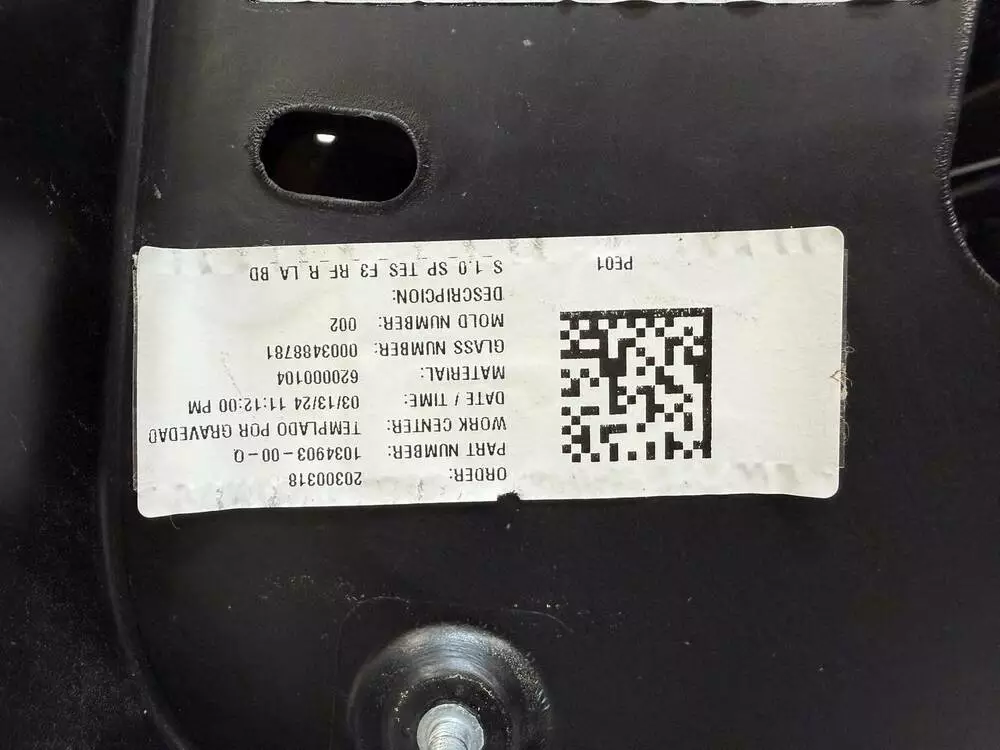 ORDER: 20300318
PART NUMBER: 1034903-00-Q
WORK CENTER: TEMPLADO POR GRAVEDAD
DATE / TIME: 03/13/24 11:12:00 PM
MATERIAL: 620000104
GLASS NUMBER: 0003488781
MOLD NUMBER: 002
DESCRIPCION:
S_1.0_SP_TES_F3_RF_R_LA_BD
PE01